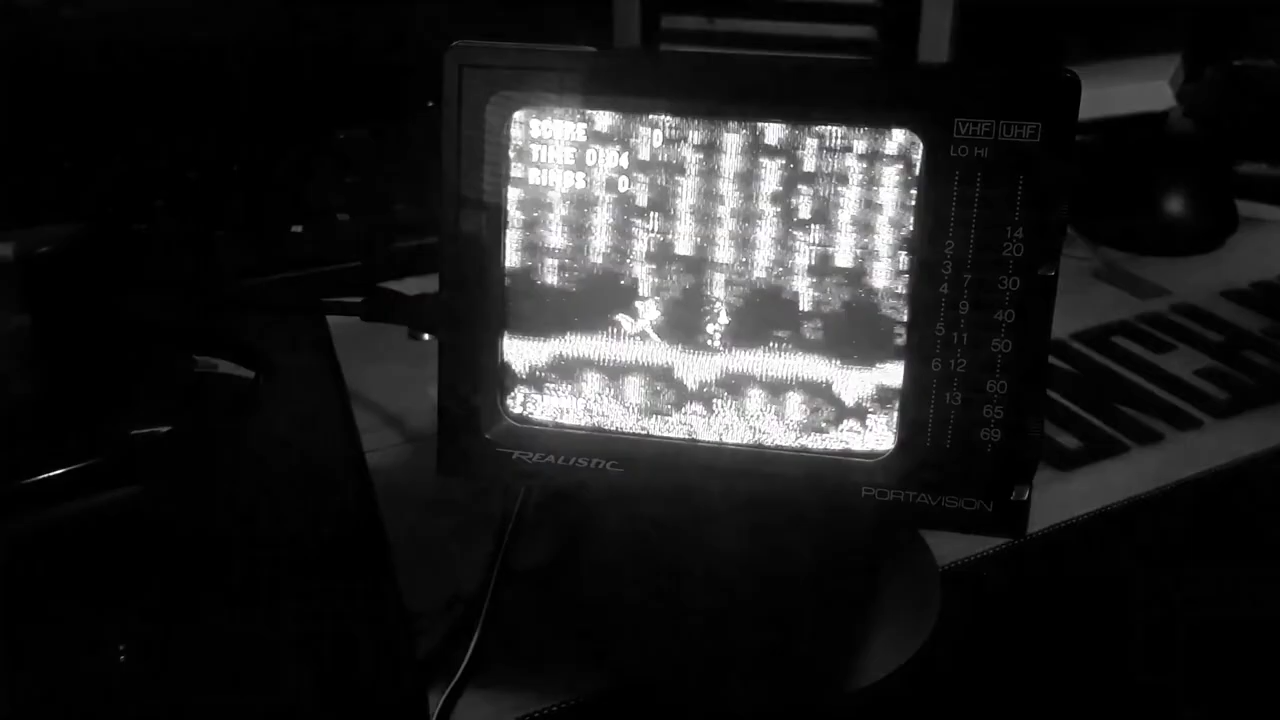 SCORE 0
TIME 0:04
RINGS 0
VHF UHF
LO HI
14
2 20
3
4 7 30
9 40
5 11 50
6 12
60
13
65
69
REALISTIC
PORTAVISION